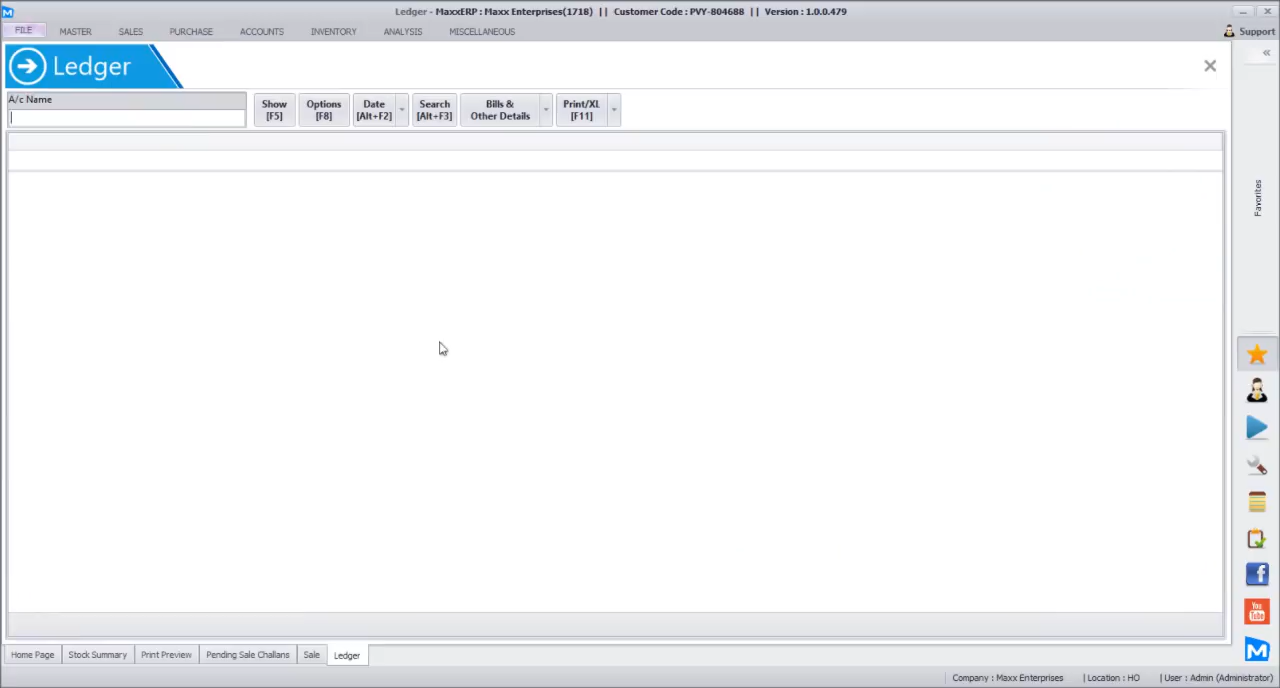 Ledger - MaxxERP : Maxx Enterprises(1718) || Customer Code : PVY-804688 || Version : 1.0.0.479
FILE MASTER SALES PURCHASE ACCOUNTS INVENTORY ANALYSIS MISCELLANEOUS Support
Ledger
A/c Name
Show [F5]
Options [F8]
Date [Alt+F2]
Search [Alt+F3]
Bills & Other Details
Print/XL [F11]
Favorites
You Tube
Home Page Stock Summary Print Preview Pending Sale Challans Sale Ledger
Company : Maxx Enterprises | Location : HO | User : Admin (Administrator)